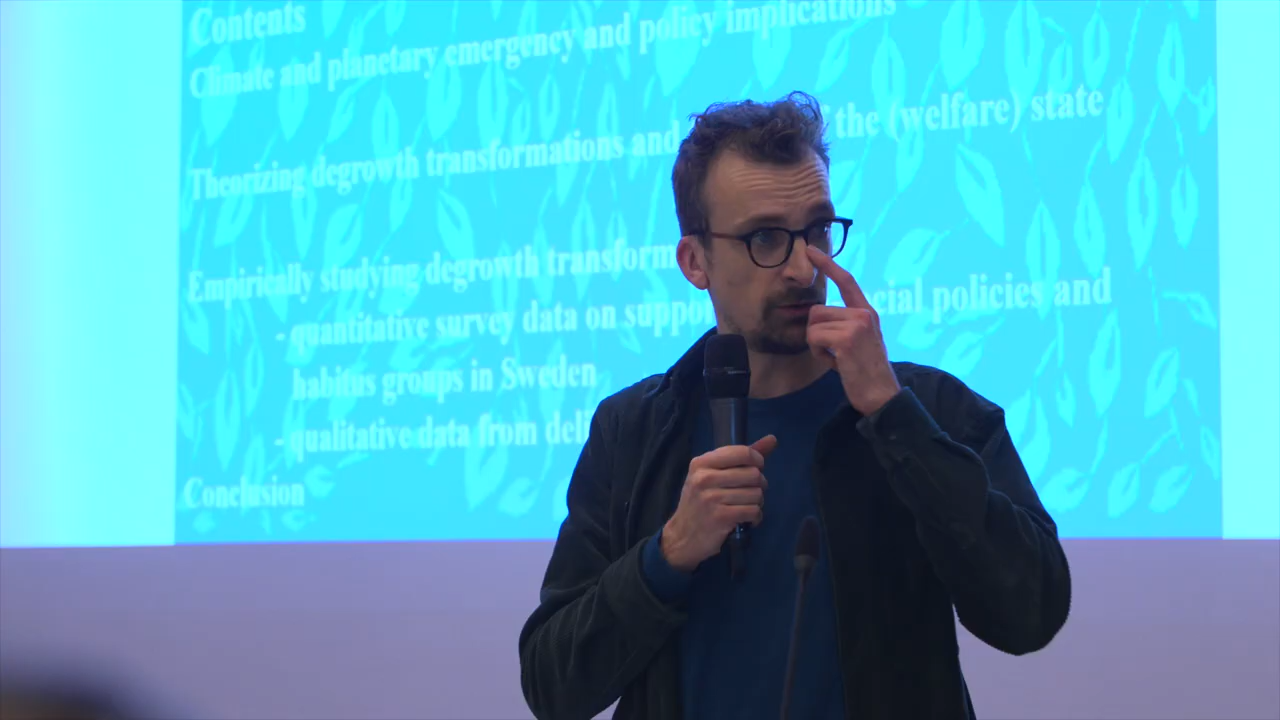 Contents
Climate and planetary emergency and policy implications
Theorizing degrowth transformations and the (welfare) state
Empirically studying degrowth transform
- quantitative survey data on suppo cial policies and
habitus groups in Sweden
- qualitative data from deli
Conclusion